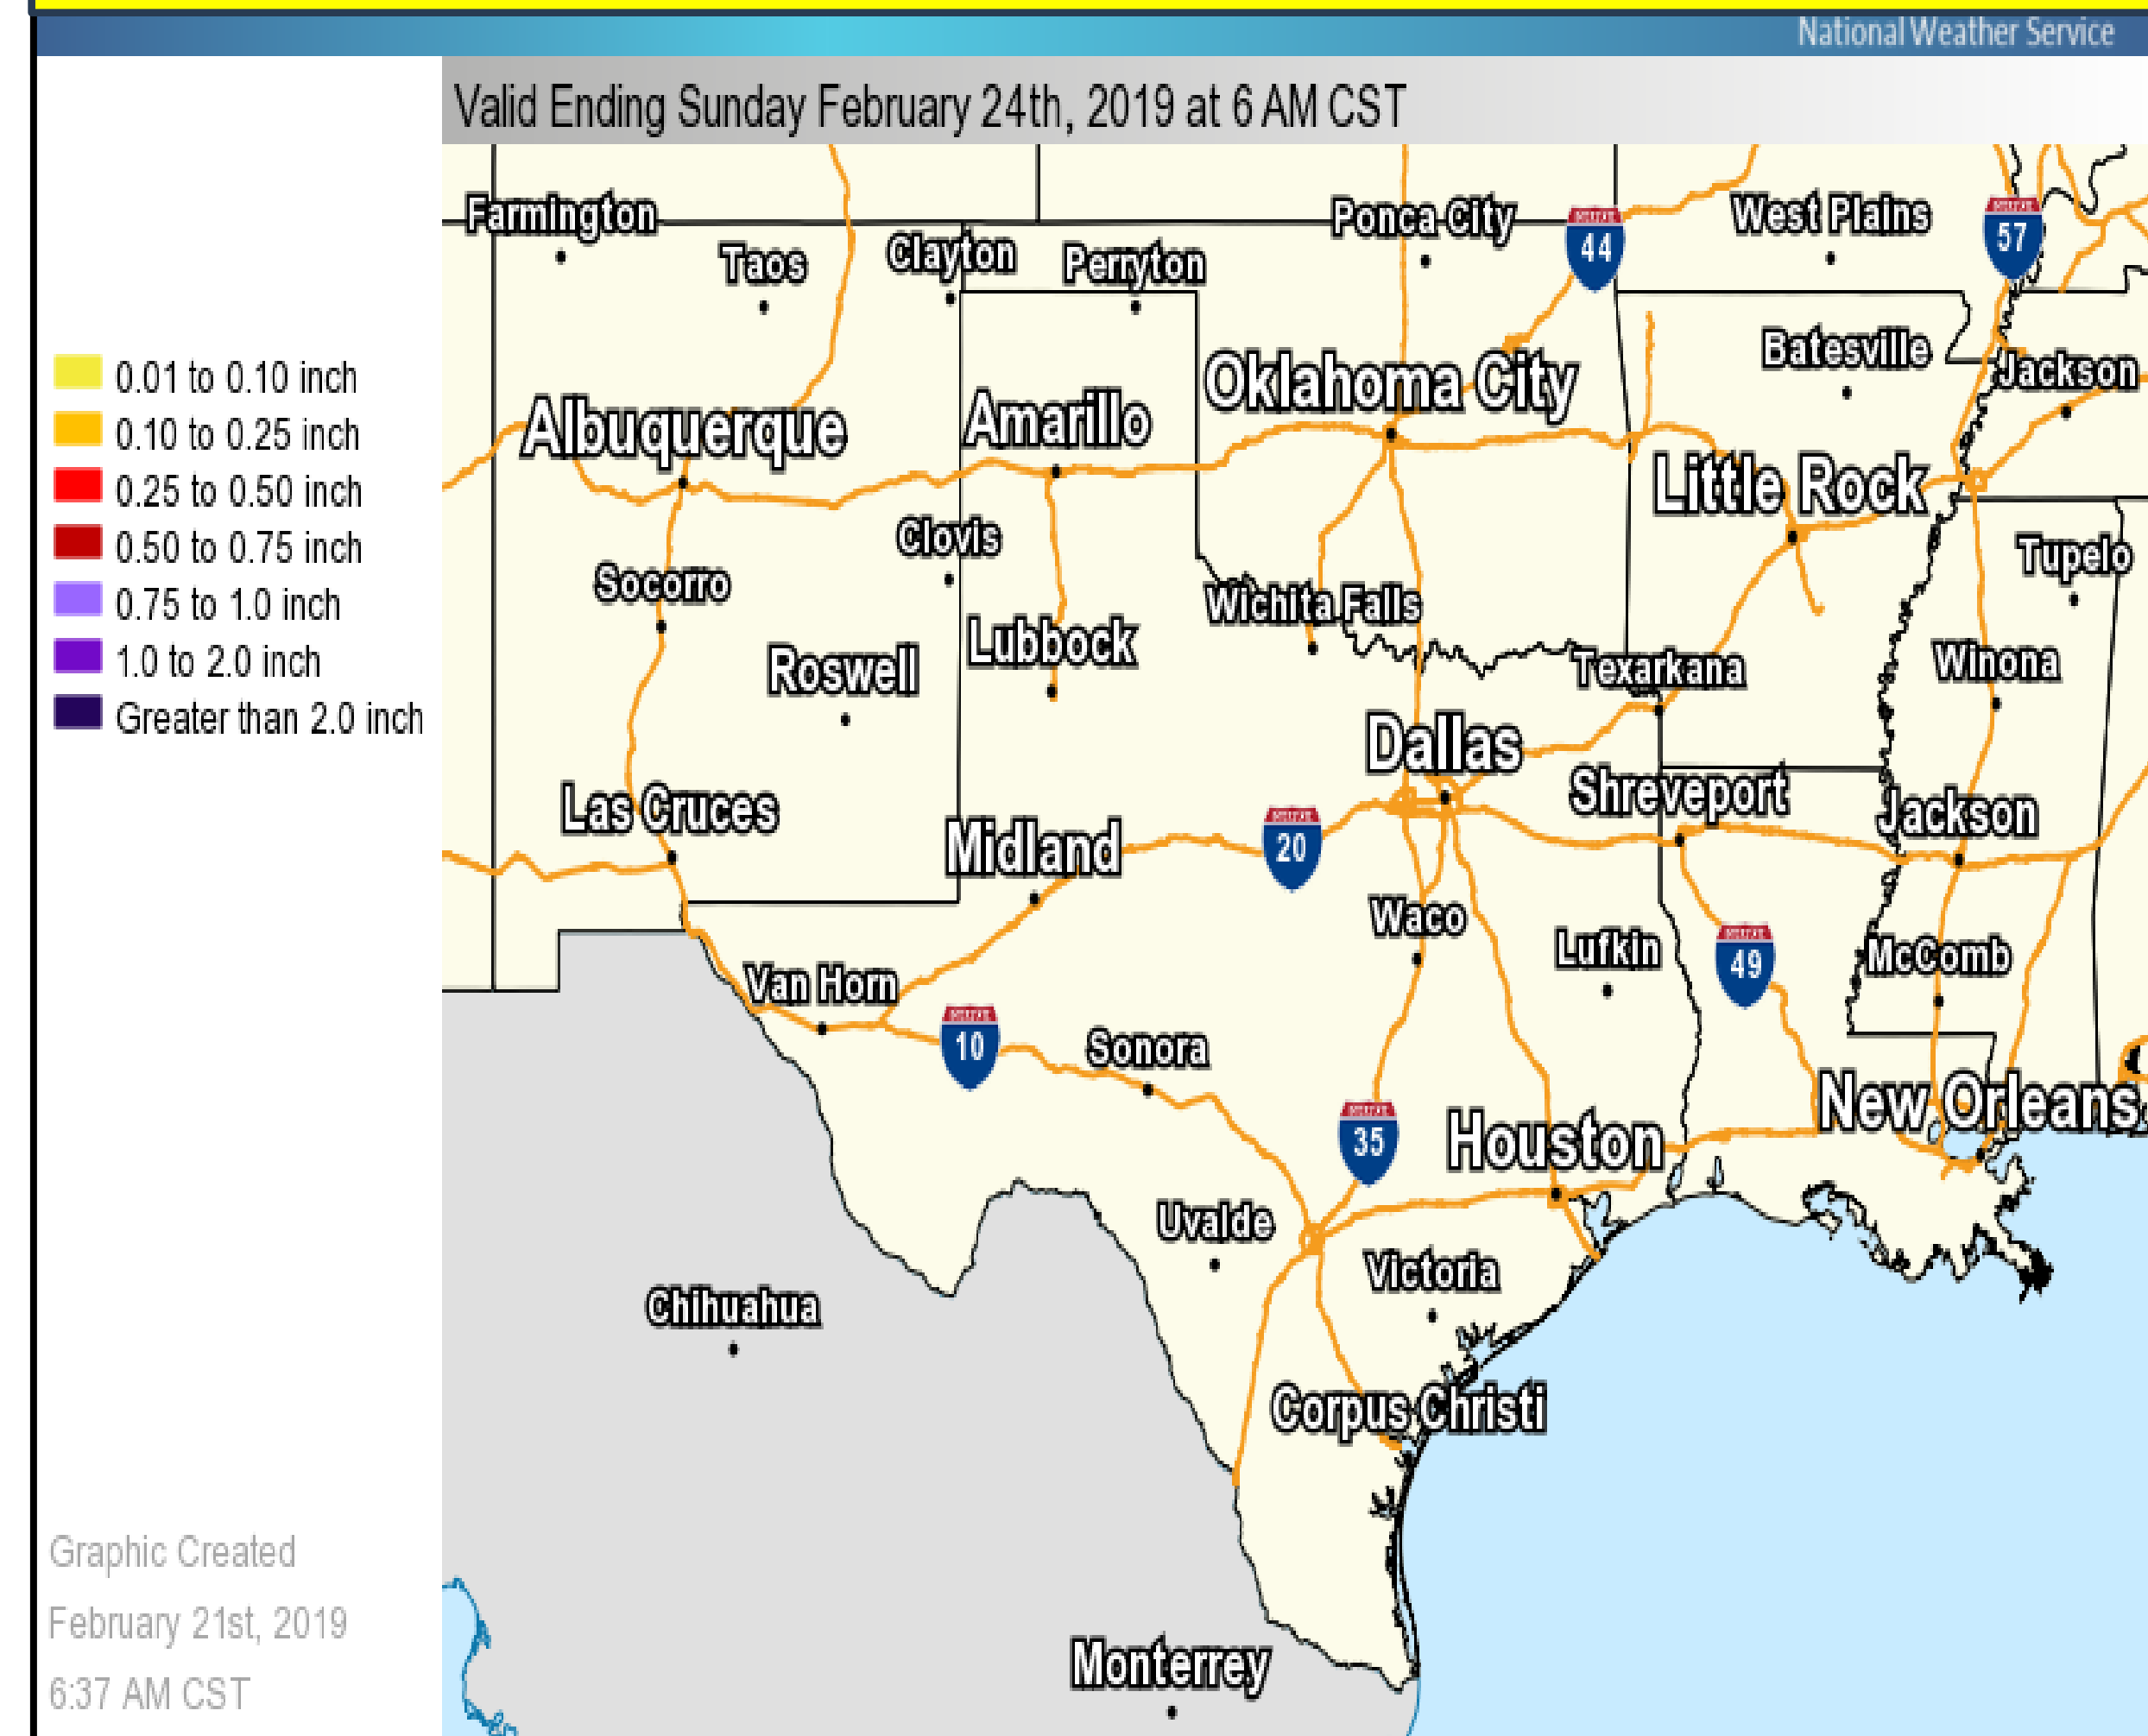 National Weather Service
Valid Ending Sunday February 24th, 2019 at 6 AM CST
0.01 to 0.10 inch
0.10 to 0.25 inch
0.25 to 0.50 inch
0.50 to 0.75 inch
0.75 to 1.0 inch
1.0 to 2.0 inch
Greater than 2.0 inch
Farmington
Taos
Clayton
Perryton
Ponca City
44
West Plains
57
Batesville
Jackson
Oklahoma City
Albuquerque
Amarillo
Little Rock
Clovis
Tupelo
Socorro
Wichita Falls
Lubbock
Roswell
Texarkana
Winona
Dallas
Shreveport
Las Cruces
Jackson
Midland
20
Waco
Lufkin
49
McComb
Van Horn
10
Sonora
New Orleans
35
Houston
Uvalde
Victoria
Chihuahua
Corpus Christi
Monterrey
Graphic Created
February 21st, 2019
6:37 AM CST